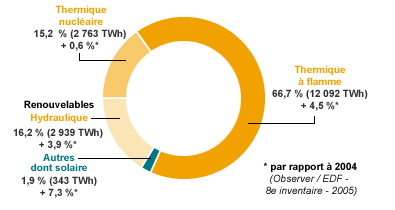 Thermique
nucléaire
15,2 % (2 763 TWh)
+ 0,6 %*
Thermique
à flamme
66,7 % (12 092 TWh)
+ 4,5 %*
Renouvelables
Hydraulique
16,2 % (2 939 TWh)
+ 3,9 %*
Autres
dont solaire
1,9 % (343 TWh)
+ 7,3 %*
* par rapport à 2004
(Observer / EDF -
8e inventaire - 2005)